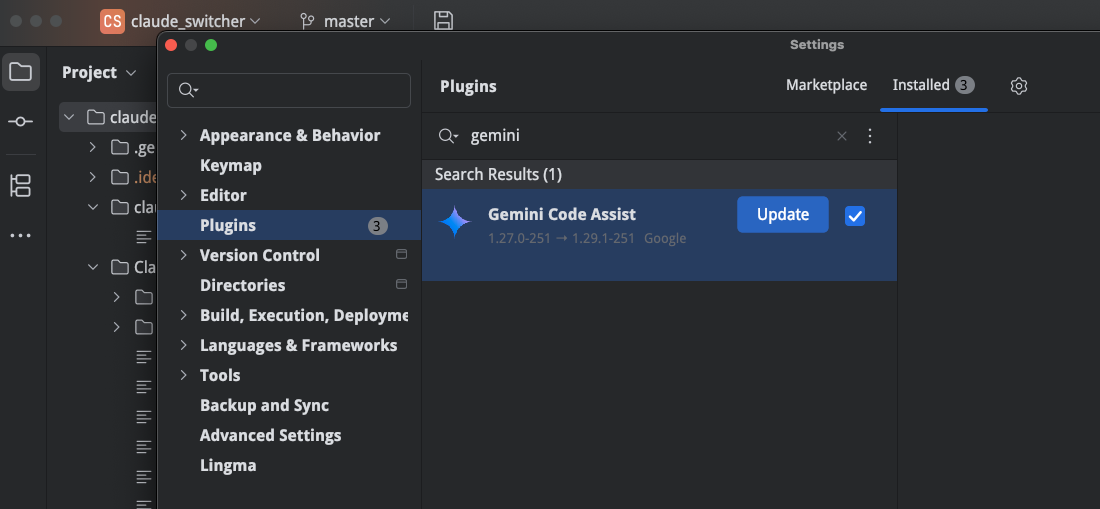 CS claude_switcher master
Settings
Project
claude
.ge
.ide
cla
Cla
Appearance & Behavior
Keymap
Editor
Plugins 3
Version Control
Directories
Build, Execution, Deployme
Languages & Frameworks
Tools
Backup and Sync
Advanced Settings
Lingma
Plugins Marketplace Installed 3
gemini
Search Results (1)
Gemini Code Assist Update
1.27.0-251 → 1.29.1-251 Google